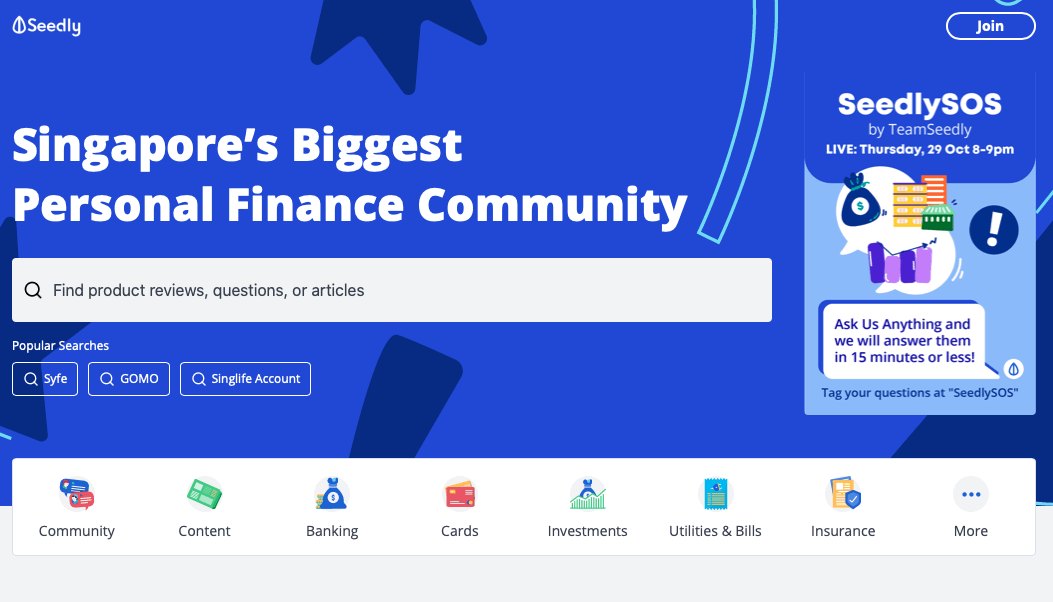 Seedly
Join
Singapore's Biggest
Personal Finance Community
Find product reviews, questions, or articles
Popular Searches
Syfe
GOMO
Singlife Account
SeedlySOS
by TeamSeedly
LIVE: Thursday, 29 Oct 8-9pm
$
!
$
Ask Us Anything and
we will answer them
in 15 minutes or less!
Tag your questions at "SeedlySOS"
Community
Content
Banking
Cards
Investments
Utilities & Bills
Insurance
More